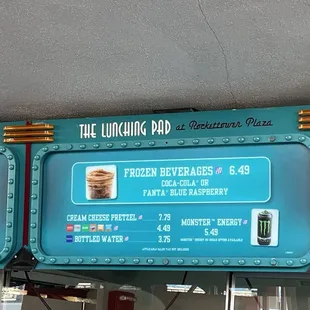 THE LUNCHING PAD at Rockettower Plaza
FROZEN BEVERAGES 6.49
COCA-COLA® OR
FANTA® BLUE RASPBERRY
CREAM CHEESE PRETZEL 7.79
4.49
BOTTLED WATER 3.75
MONSTER™ ENERGY
5.49